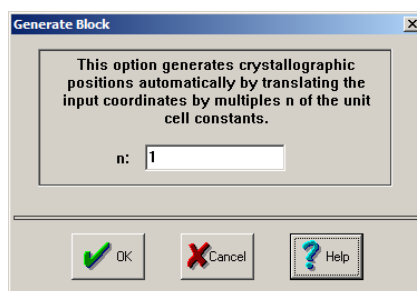 Generate Block
This option generates crystallographic
positions automatically by translating the
input coordinates by multiples n of the unit
cell constants.
n: 1
OK Cancel Help